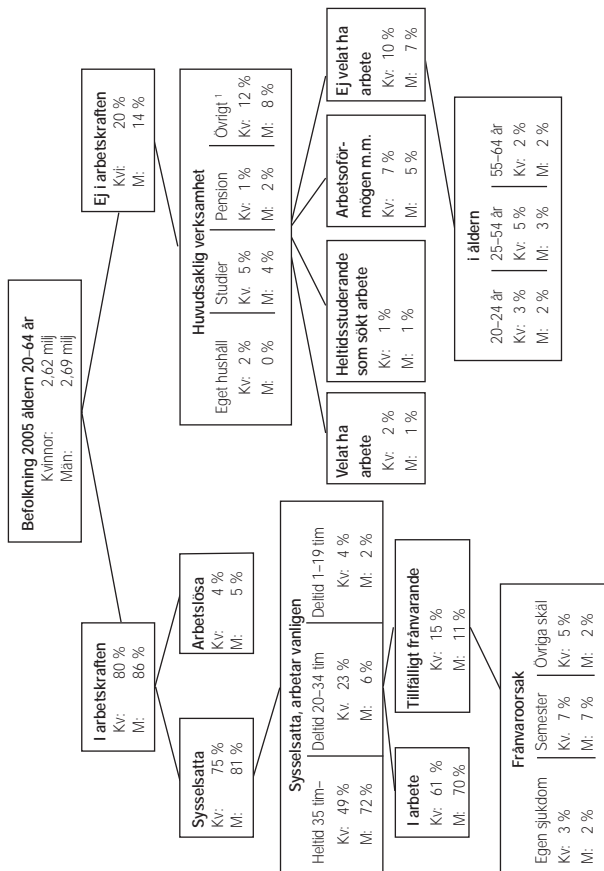 Befolkning 2005 åldern 20–64 år
Kvinnor: 2,62 milj
Män: 2,69 milj
I arbetskraften
Kv: 80 %
M: 86 %
Ej i arbetskraften
Kvi: 20 %
M: 14 %
Sysselsatta
Kv: 75 %
M: 81 %
Arbetslösa
Kv: 4 %
M: 5 %
Huvudsaklig verksamhet
Eget hushåll Studier Pension Övrigt 1
Kv: 2 % Kv. 5 % Kv: 1 % Kv: 12 %
M: 0 % M: 4 % M: 2 % M: 8 %
Sysselsatta, arbetar vanligen
Heltid 35 tim– Deltid 20–34 tim Deltid 1–19 tim
Kv: 49 % Kv. 23 % Kv: 4 %
M: 72 % M: 6 % M: 2 %
Velat ha
arbete
Kv: 2 %
M: 1 %
Heltidsstuderande
som sökt arbete
Kv: 1 %
M: 1 %
Arbetsoför-
mögen m.m.
Kv: 7 %
M: 5 %
Ej velat ha
arbete
Kv: 10 %
M: 7 %
I arbete
Kv: 61 %
M: 70 %
Tillfälligt frånvarande
Kv: 15 %
M: 11 %
i åldern
20–24 år 25–54 år 55–64 år
Kv: 3 % Kv: 5 % Kv: 2 %
M: 2 % M: 3 % M: 2 %
Frånvaroorsak
Egen sjukdom Semester Övriga skäl
Kv: 3 % Kv. 7 % Kv: 5 %
M: 2 % M: 7 % M: 2 %